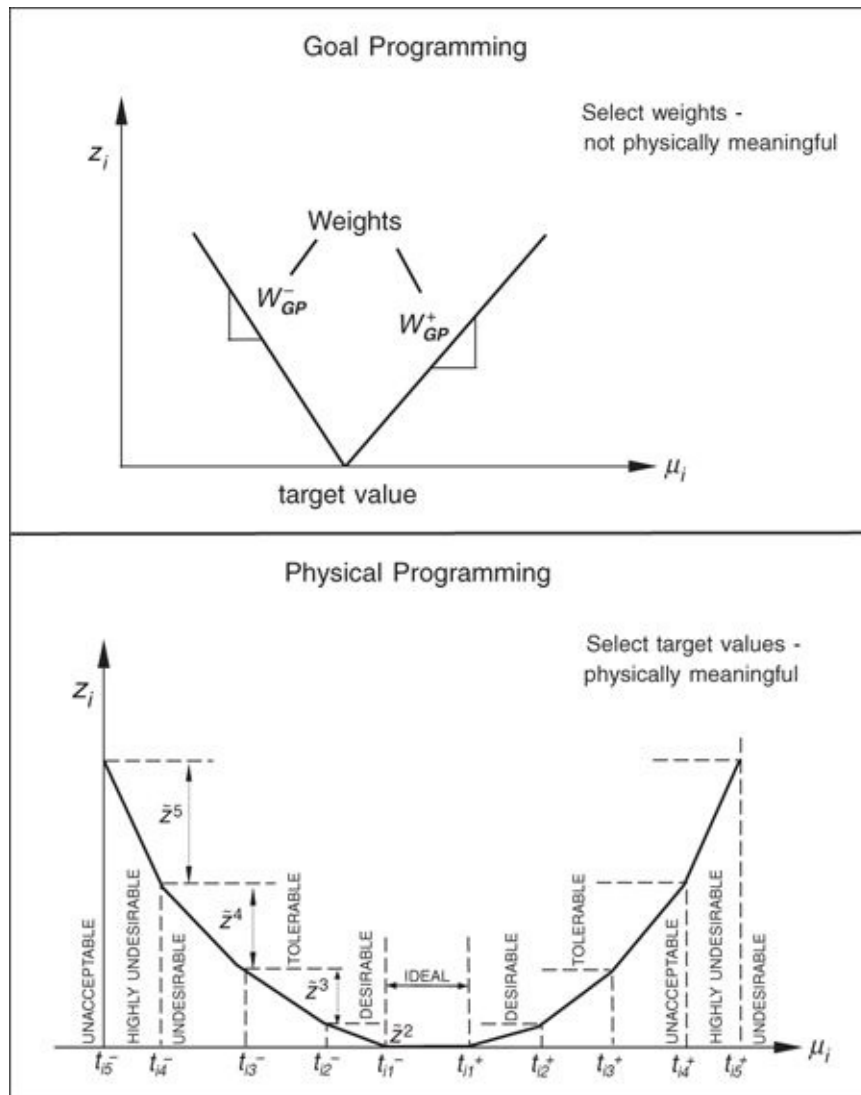 Goal Programming
Select weights -
not physically meaningful
z_i
Weights
W_GP^-
W_GP^+
μ_i
target value
Physical Programming
Select target values -
physically meaningful
z_i
z̃^5
z̃^4
z̃^3
z̃^2
UNACCEPTABLE
HIGHLY UNDESIRABLE
UNDESIRABLE
TOLERABLE
DESIRABLE
IDEAL
DESIRABLE
TOLERABLE
UNACCEPTABLE
HIGHLY UNDESIRABLE
UNDESIRABLE
t_i5^- t_i4^- t_i3^- t_i2^- t_i1^- t_i1^+ t_i2^+ t_i3^+ t_i4^+ t_i5^+ μ_i